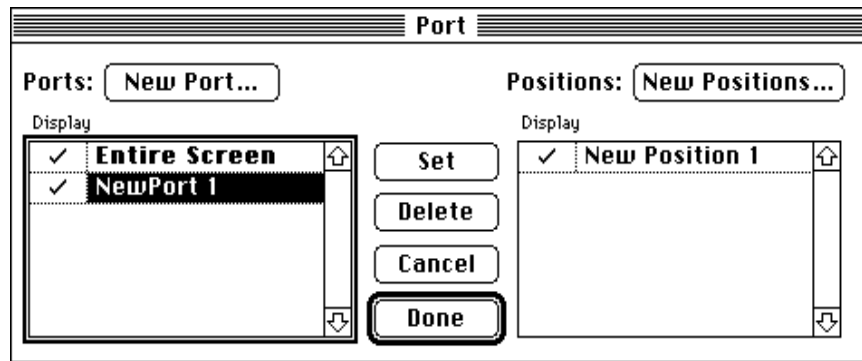 Port
Ports: New Port... Positions: New Positions...
Display Display
✓ Entire Screen Set ✓ New Position 1
✓ NewPort 1
Delete
Cancel
Done